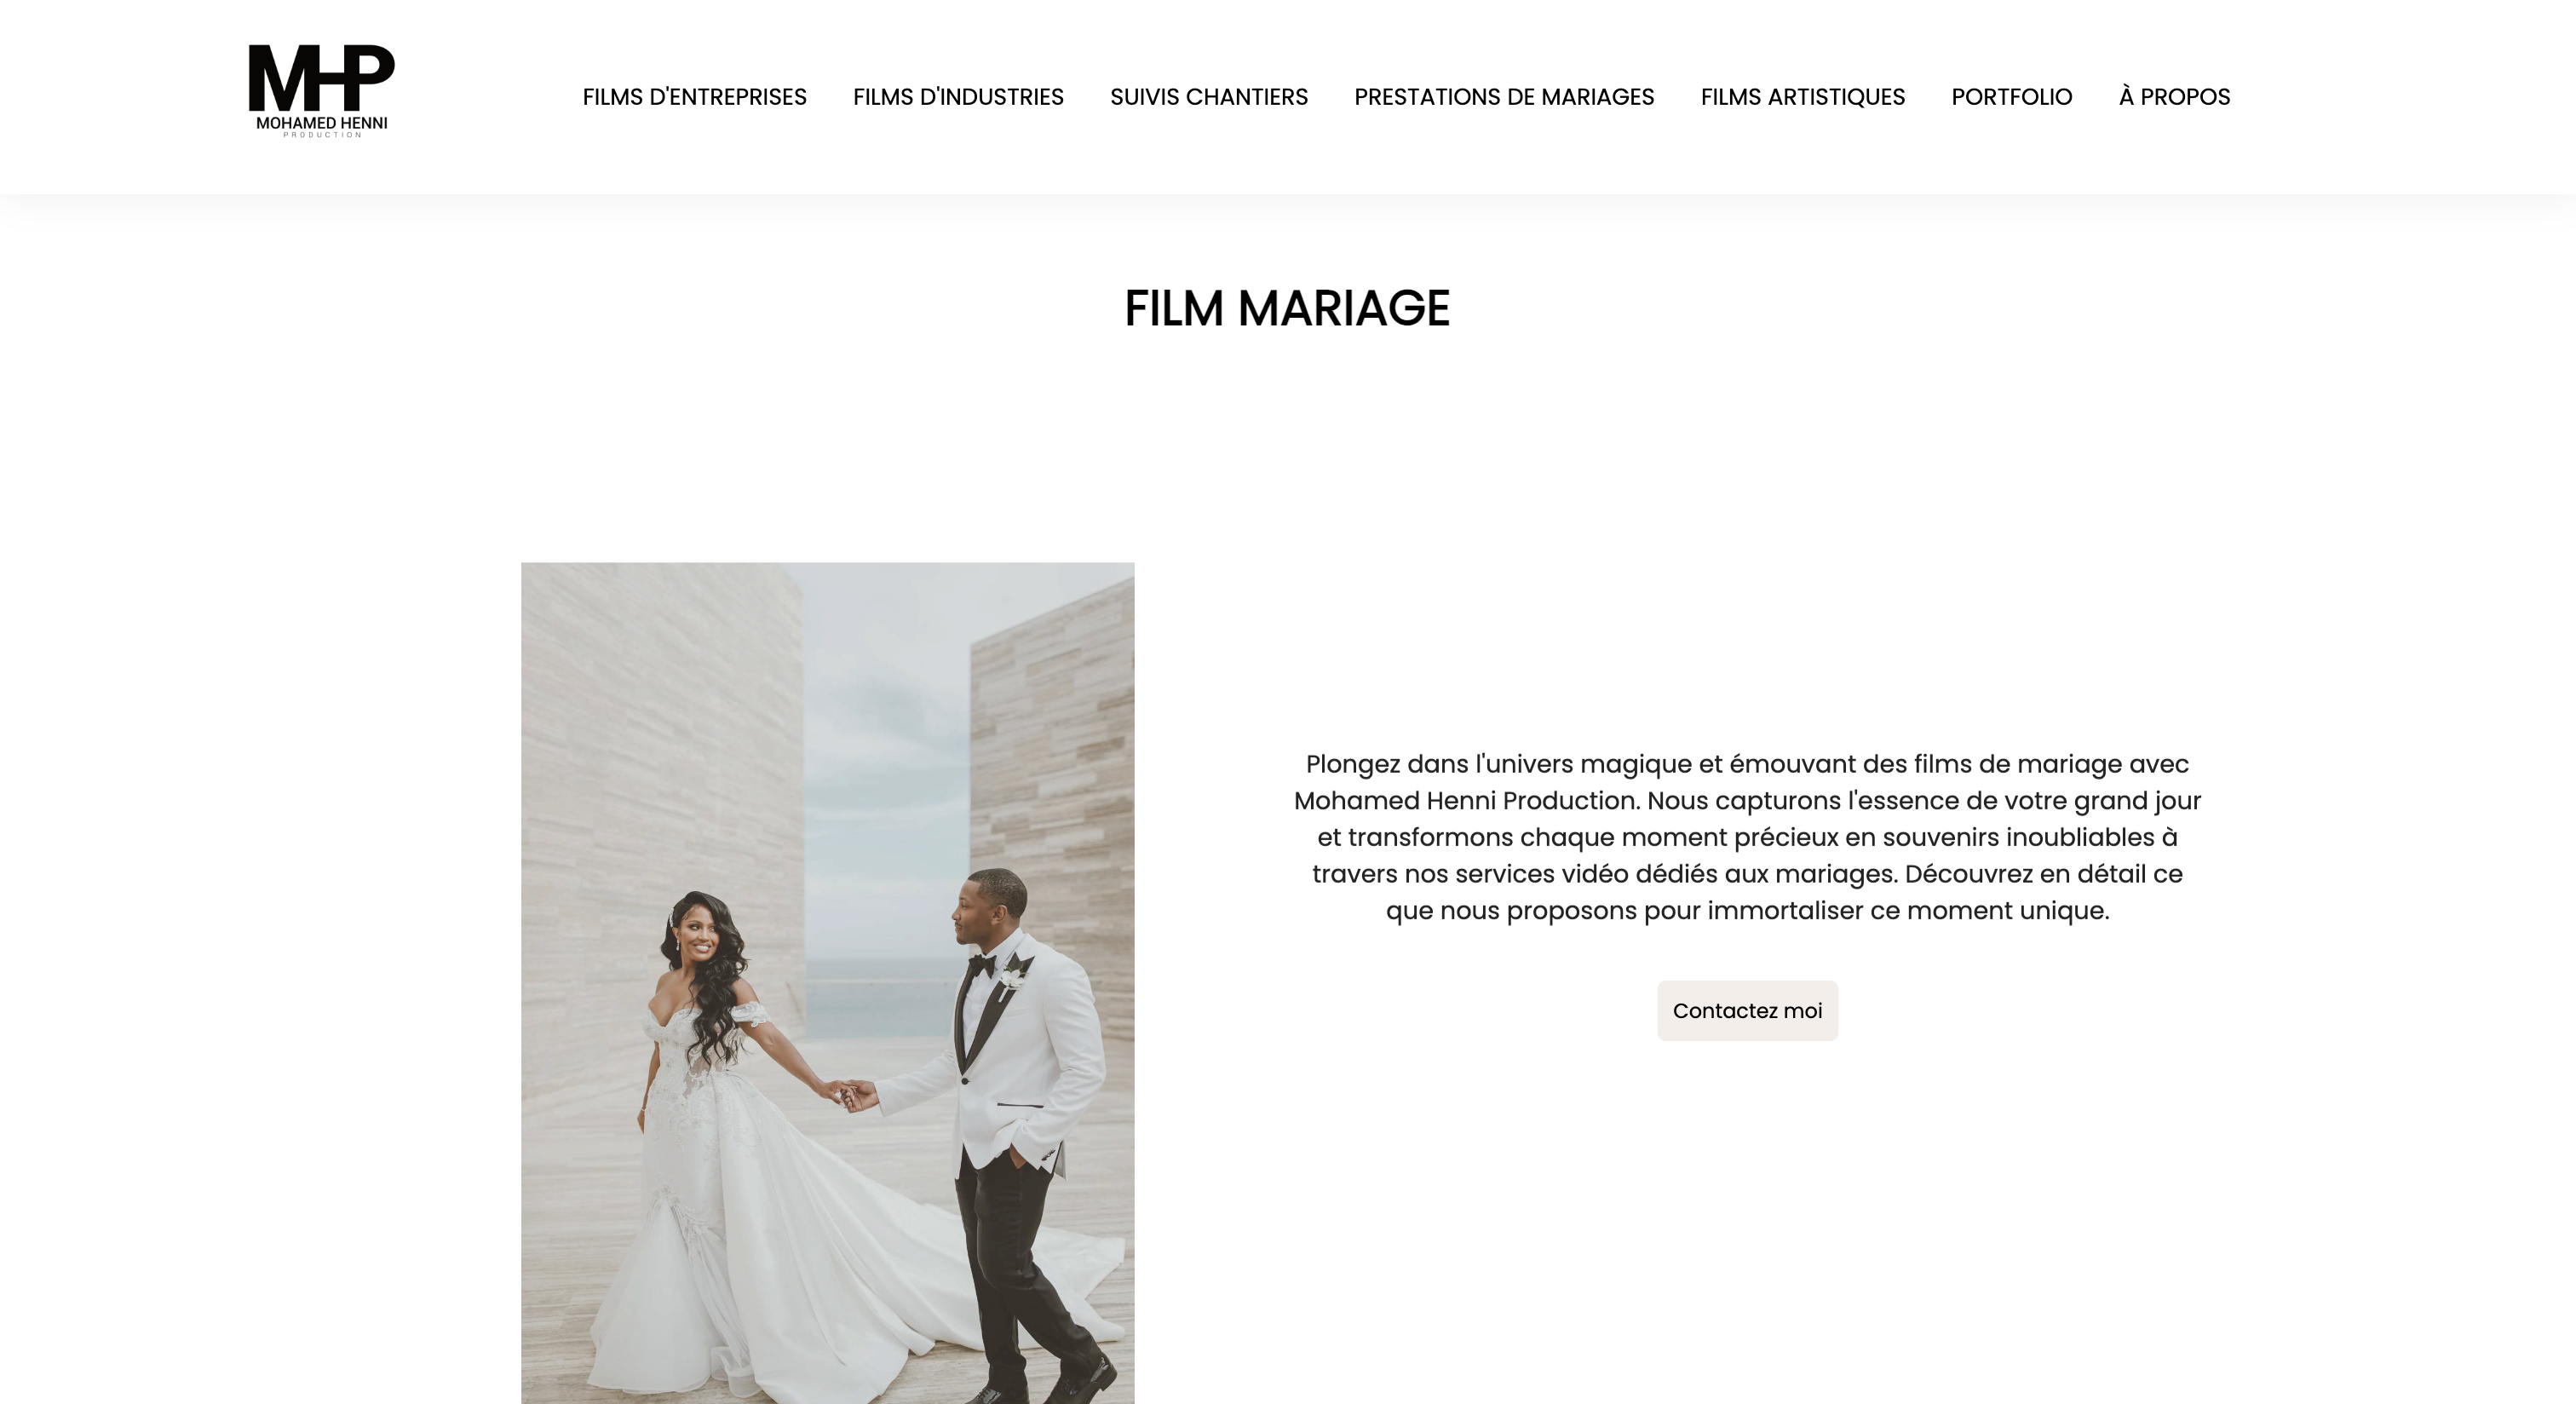 MHP
MOHAMED HENNI
PRODUCTION
FILMS D'ENTREPRISES FILMS D'INDUSTRIES SUIVIS CHANTIERS PRESTATIONS DE MARIAGES FILMS ARTISTIQUES PORTFOLIO À PROPOS
FILM MARIAGE
Plongez dans l'univers magique et émouvant des films de mariage avec
Mohamed Henni Production. Nous capturons l'essence de votre grand jour
et transformons chaque moment précieux en souvenirs inoubliables à
travers nos services vidéo dédiés aux mariages. Découvrez en détail ce
que nous proposons pour immortaliser ce moment unique.
Contactez moi